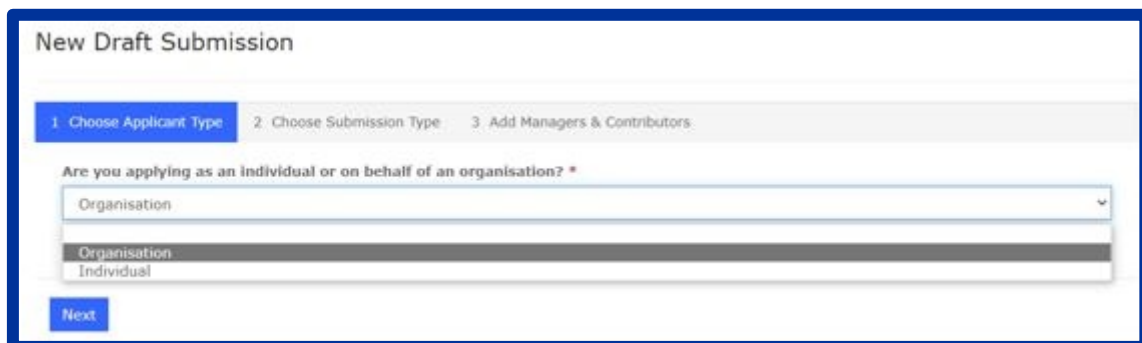 New Draft Submission
1 Choose Applicant Type 2 Choose Submission Type 3 Add Managers & Contributors
Are you applying as an individual or on behalf of an organisation? *
Organisation
Organisation
Individual
Next